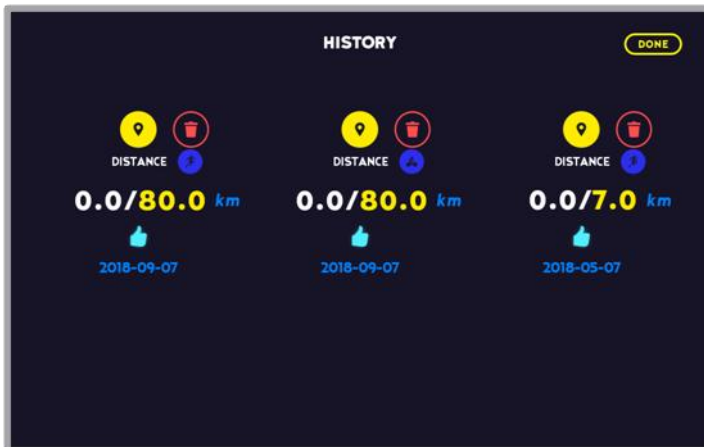 HISTORY
DONE
DISTANCE
0.0/80.0 km
2018-09-07
DISTANCE
0.0/80.0 km
2018-09-07
DISTANCE
0.0/7.0 km
2018-05-07